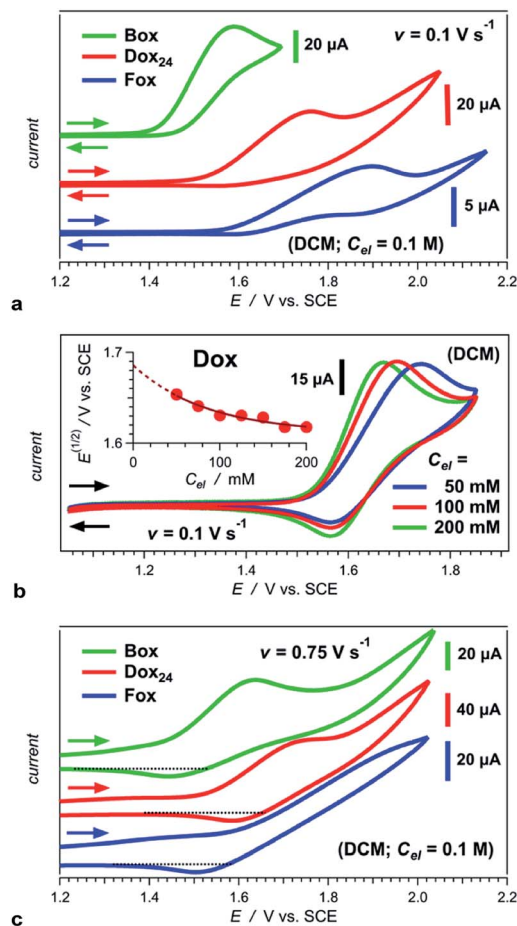 Box
Dox24
Fox
20 µA
v = 0.1 V s-1
20 µA
5 µA
(DCM; Cel = 0.1 M)
current
1.2 1.4 1.6 1.8 2.0 2.2
E / V vs. SCE
a
Dox
(DCM)
15 µA
1.7
1.6
E(1/2) / V vs. SCE
0 100 200
Cel / mM
Cel =
50 mM
100 mM
200 mM
v = 0.1 V s-1
current
1.2 1.4 1.6 1.8
E / V vs. SCE
b
Box
Dox24
Fox
v = 0.75 V s-1
20 µA
40 µA
20 µA
(DCM; Cel = 0.1 M)
current
1.2 1.4 1.6 1.8 2.0 2.2
E / V vs. SCE
c